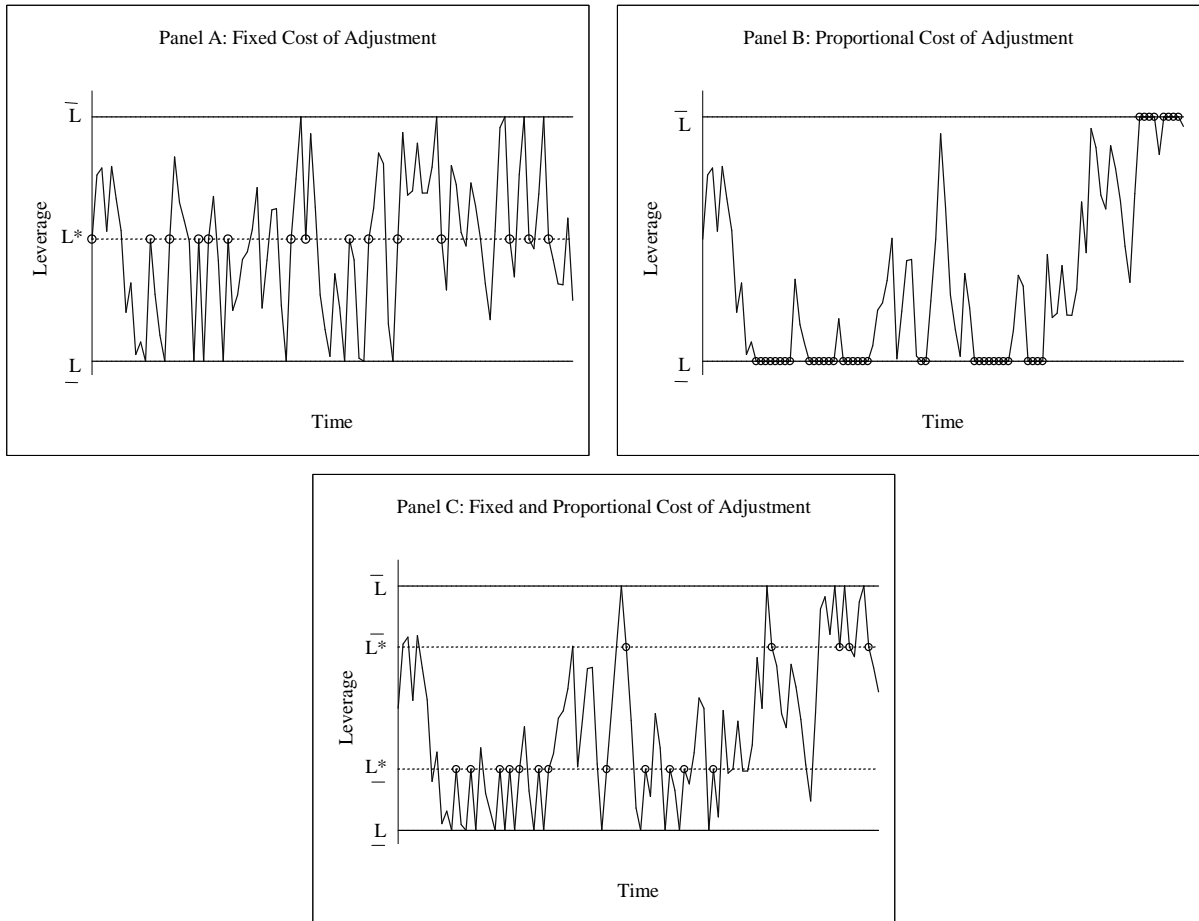 Panel A: Fixed Cost of Adjustment
L̅
L*
L̲
Leverage
Time
Panel B: Proportional Cost of Adjustment
L̅
Leverage
L̲
Time
Panel C: Fixed and Proportional Cost of Adjustment
L̅
L̅*
Leverage
L̲*
L̲
Time